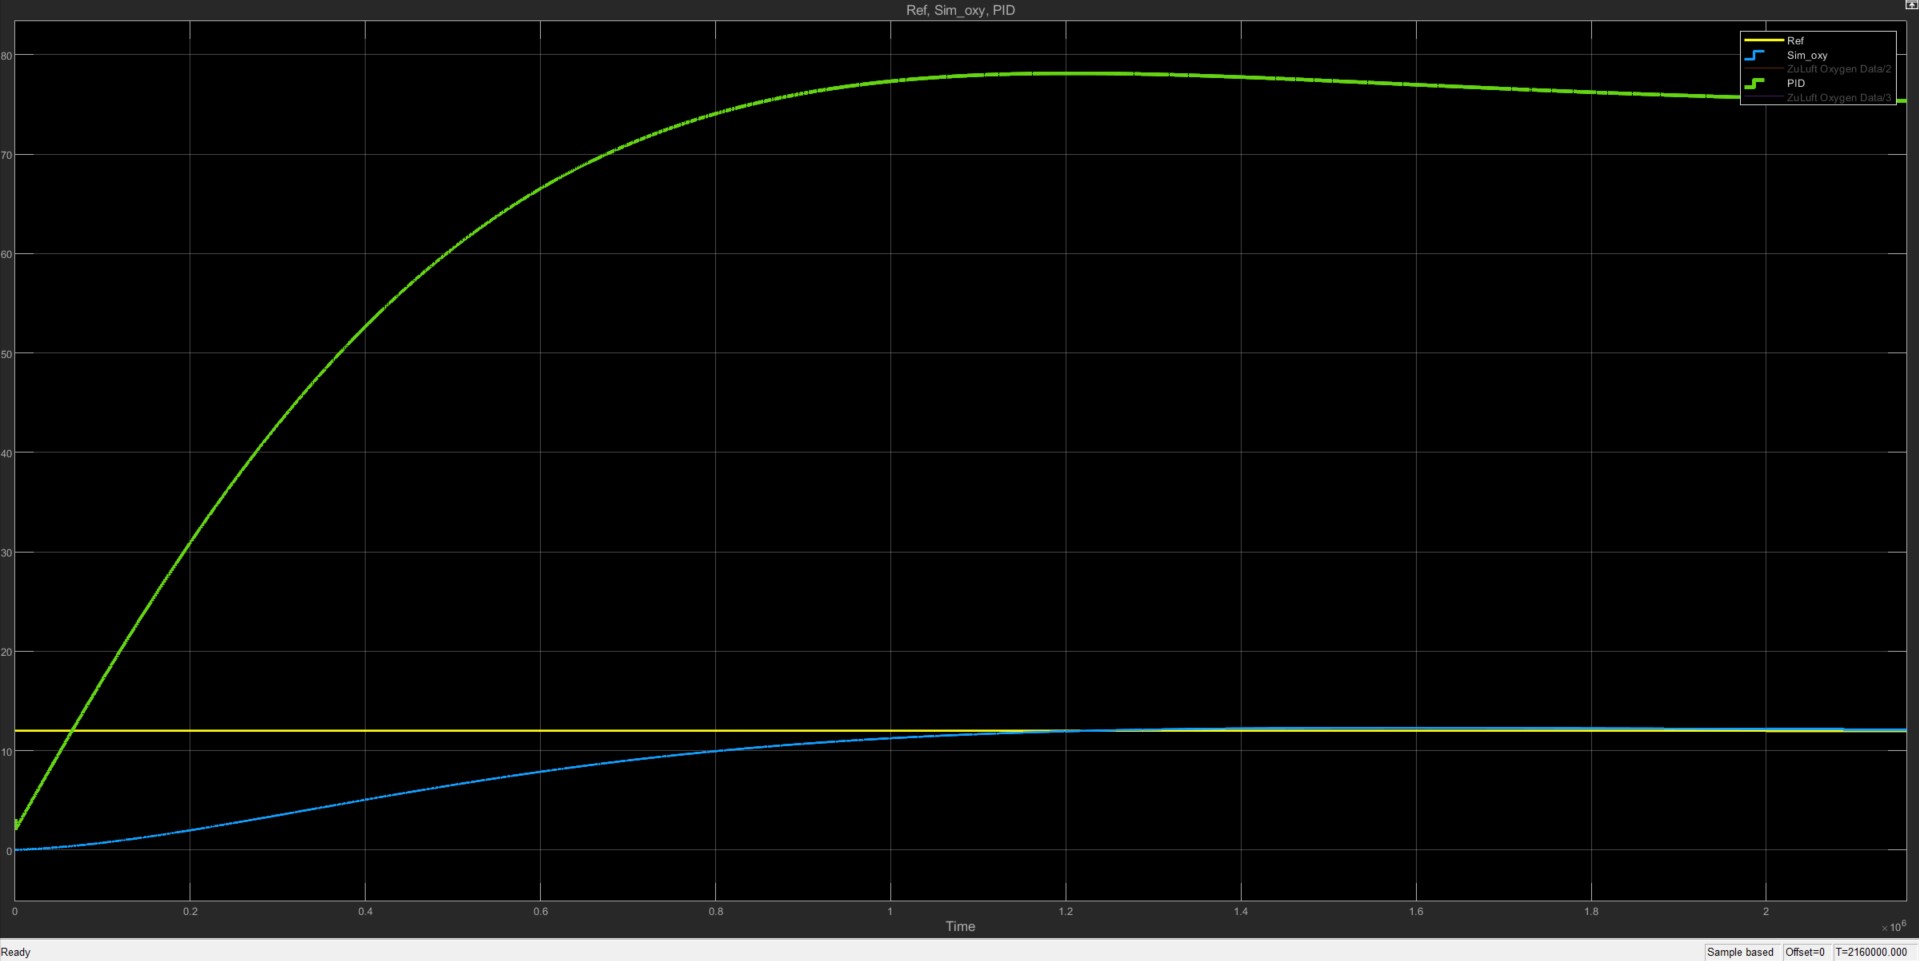 Ref, Sim_oxy, PID
Ref
Sim_oxy
ZuLuft Oxygen Data/2
PID
ZuLuft Oxygen Data/3
80
70
60
50
40
30
20
10
0
0 0.2 0.4 0.6 0.8 1 1.2 1.4 1.6 1.8 2
×10⁶
Time
Ready Sample based Offset=0 T=2160000.000